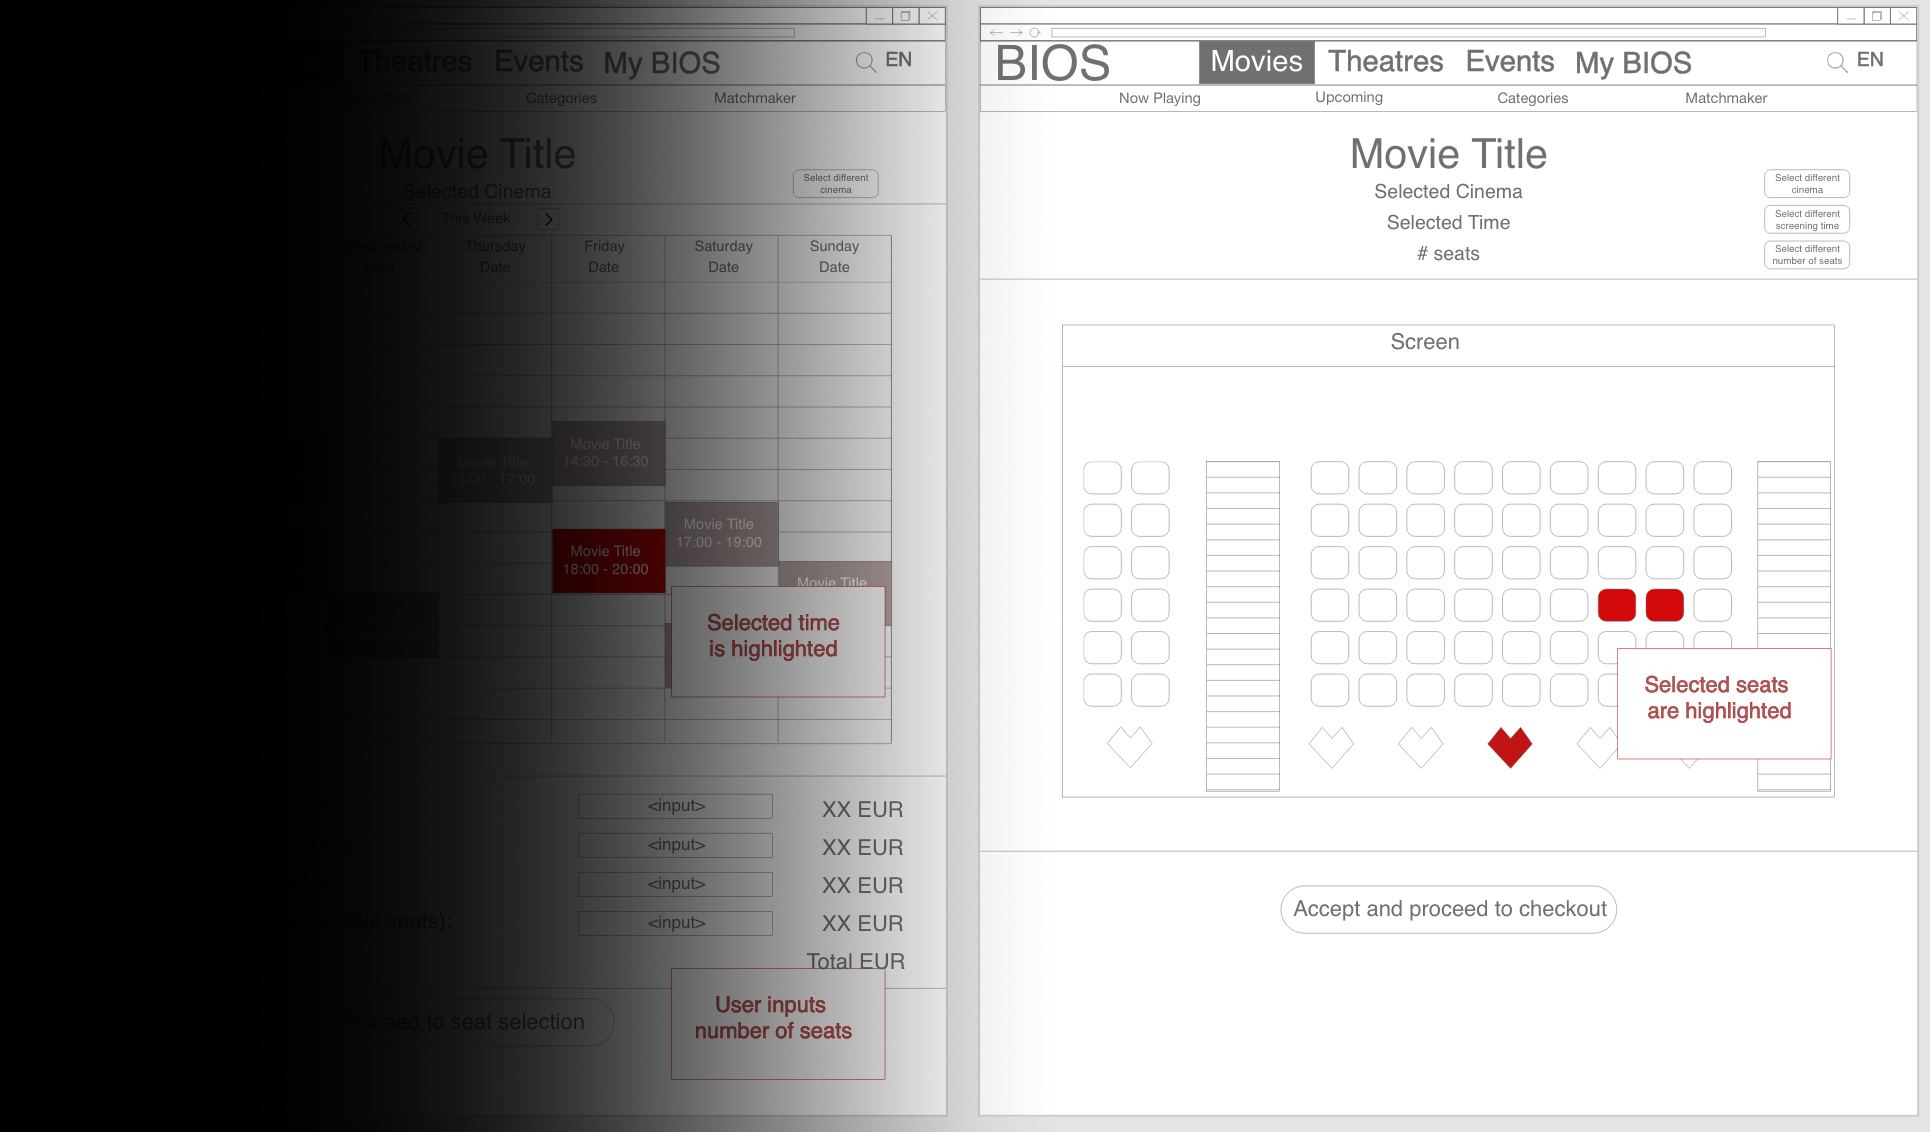 Theatres Events My BIOS EN
Upcoming Categories Matchmaker
Movie Title
Selected Cinema
Select different
cinema
This Week
Wednesday Thursday Friday Saturday Sunday
Date Date Date Date Date
Movie Title
14:30 - 16:30
Movie Title
15:00 - 17:00
Movie Title
17:00 - 19:00
Movie Title
18:00 - 20:00
Movie Title
Selected time
is highlighted
<input> XX EUR
<input> XX EUR
<input> XX EUR
seats): <input> XX EUR
Total EUR
Proceed to seat selection
User inputs
number of seats
BIOS Movies Theatres Events My BIOS EN
Now Playing Upcoming Categories Matchmaker
Movie Title
Selected Cinema
Select different
cinema
Selected Time
Select different
screening time
# seats
Select different
number of seats
Screen
Selected seats
are highlighted
Accept and proceed to checkout